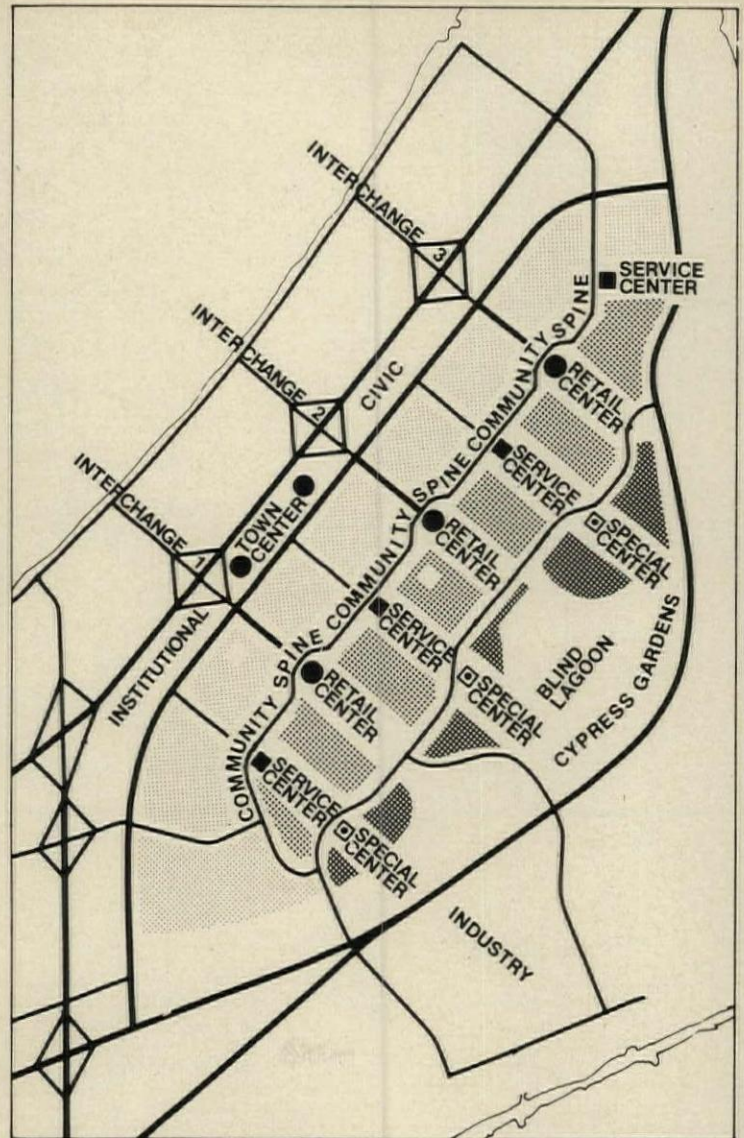 INTERCHANGE
3
SERVICE
CENTER
INTERCHANGE
2
CIVIC
COMMUNITY SPINE
RETAIL
CENTER
INTERCHANGE
1
TOWN
CENTER
COMMUNITY SPINE
SERVICE
CENTER
RETAIL
CENTER
SPECIAL
CENTER
INSTITUTIONAL
COMMUNITY SPINE
SERVICE
CENTER
BLIND
LAGOON
CYPRESS GARDENS
RETAIL
CENTER
SPECIAL
CENTER
COMMUNITY SPINE
SERVICE
CENTER
SPECIAL
CENTER
INDUSTRY